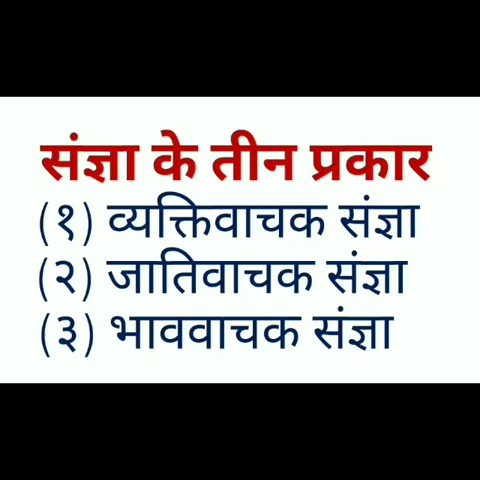 संज्ञा के तीन प्रकार
(१) व्यक्तिवाचक संज्ञा
(२) जातिवाचक संज्ञा
(३) भाववाचक संज्ञा